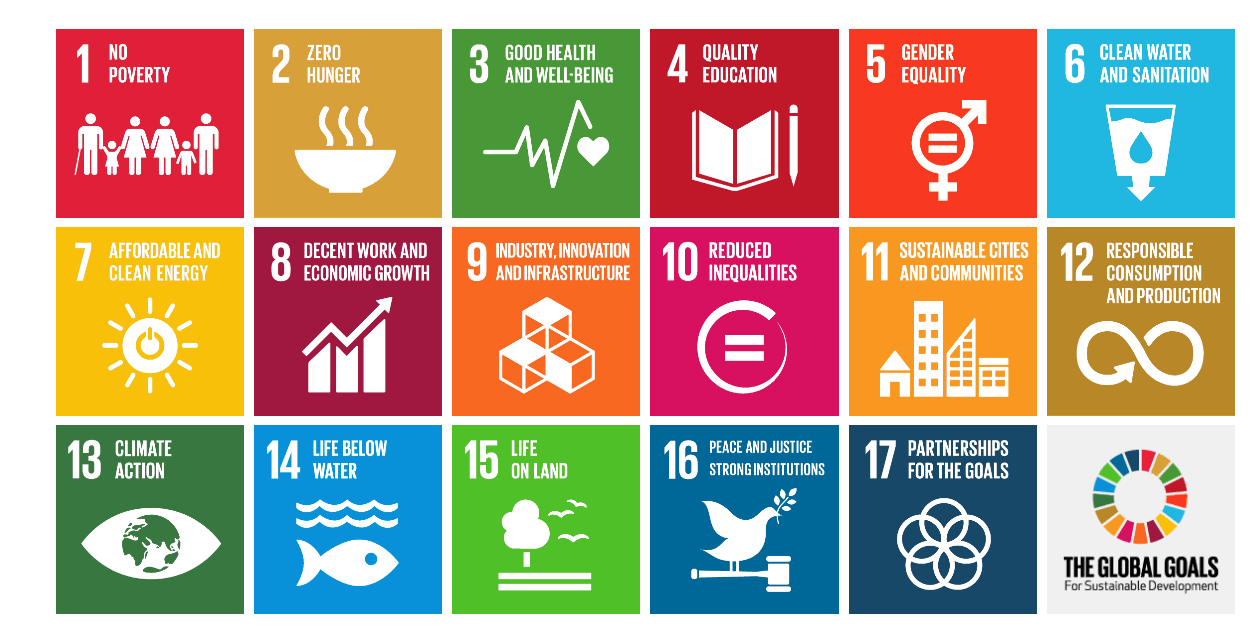 1 NO
POVERTY
2 ZERO
HUNGER
3 GOOD HEALTH
AND WELL-BEING
4 QUALITY
EDUCATION
5 GENDER
EQUALITY
6 CLEAN WATER
AND SANITATION
7 AFFORDABLE AND
CLEAN ENERGY
8 DECENT WORK AND
ECONOMIC GROWTH
9 INDUSTRY, INNOVATION
AND INFRASTRUCTURE
10 REDUCED
INEQUALITIES
11 SUSTAINABLE CITIES
AND COMMUNITIES
12 RESPONSIBLE
CONSUMPTION
AND PRODUCTION
13 CLIMATE
ACTION
14 LIFE BELOW
WATER
15 LIFE
ON LAND
16 PEACE AND JUSTICE
STRONG INSTITUTIONS
17 PARTNERSHIPS
FOR THE GOALS
THE GLOBAL GOALS
For Sustainable Development